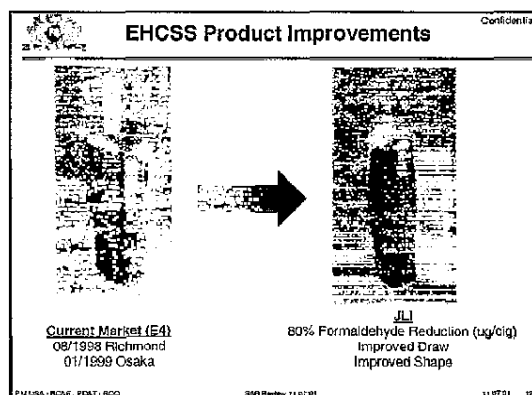 Confidential
EHCSS Product Improvements
Current Market (E4)
08/1998 Richmond
01/1999 Osaka
JLI
80% Formaldehyde Reduction (ug/cig)
Improved Draw
Improved Shape